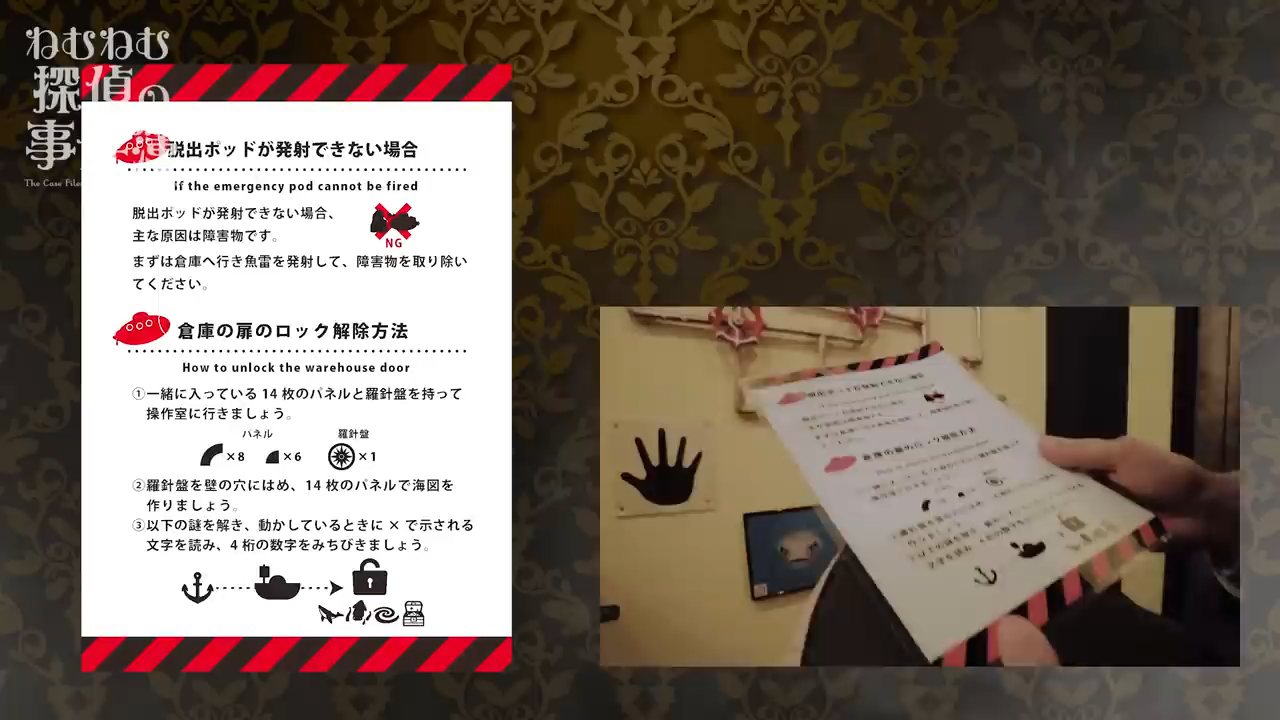 ねむねむ
探偵の
事
The Case File
脱出ポッドが発射できない場合
if the emergency pod cannot be fired
脱出ポッドが発射できない場合、
主な原因は障害物です。
NG
まずは倉庫へ行き魚雷を発射して、障害物を取り除い
てください。
倉庫の扉のロック解除方法
How to unlock the warehouse door
①一緒に入っている 14 枚のパネルと羅針盤を持って
操作室に行きましょう。
パネル 羅針盤
×8 ×6 ×1
②羅針盤を壁の穴にはめ、14 枚のパネルで海図を
作りましょう。
③以下の謎を解き、動かしているときに × で示される
文字を読み、4 桁の数字をみちびきましょう。